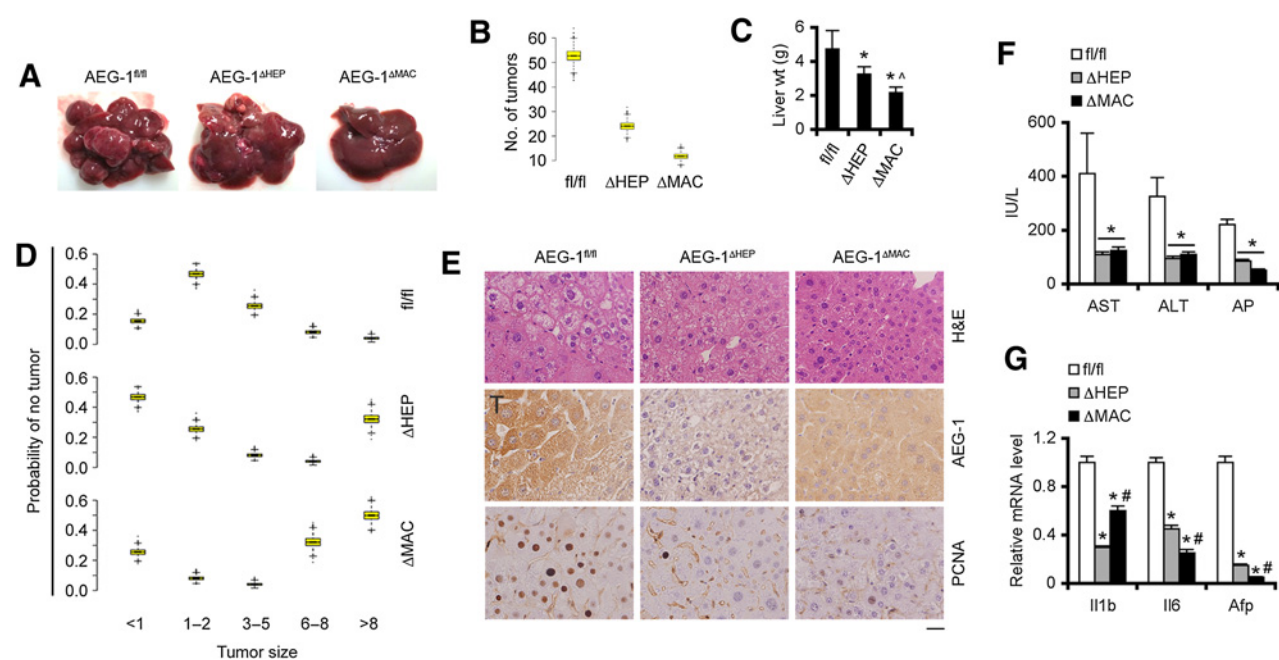 A
AEG-1fl/fl
AEG-1ΔHEP
AEG-1ΔMAC
B
No. of tumors
60
50
40
30
20
10
fl/fl
ΔHEP
ΔMAC
C
Liver wt (g)
6
4
2
0
*
* ^
fl/fl
ΔHEP
ΔMAC
D
Probability of no tumor
0.6
0.4
0.2
0.0
fl/fl
0.6
0.4
0.2
0.0
ΔHEP
0.6
0.4
0.2
0.0
ΔMAC
<1
1–2
3–5
6–8
>8
Tumor size
E
AEG-1fl/fl
AEG-1ΔHEP
AEG-1ΔMAC
H&E
T
AEG-1
PCNA
F
fl/fl
ΔHEP
ΔMAC
IU/L
600
400
200
0
*
*
*
AST
ALT
AP
G
fl/fl
ΔHEP
ΔMAC
Relative mRNA level
1.2
0.8
0.4
0
*
* #
*
* #
*
* #
Il1b
Il6
Afp